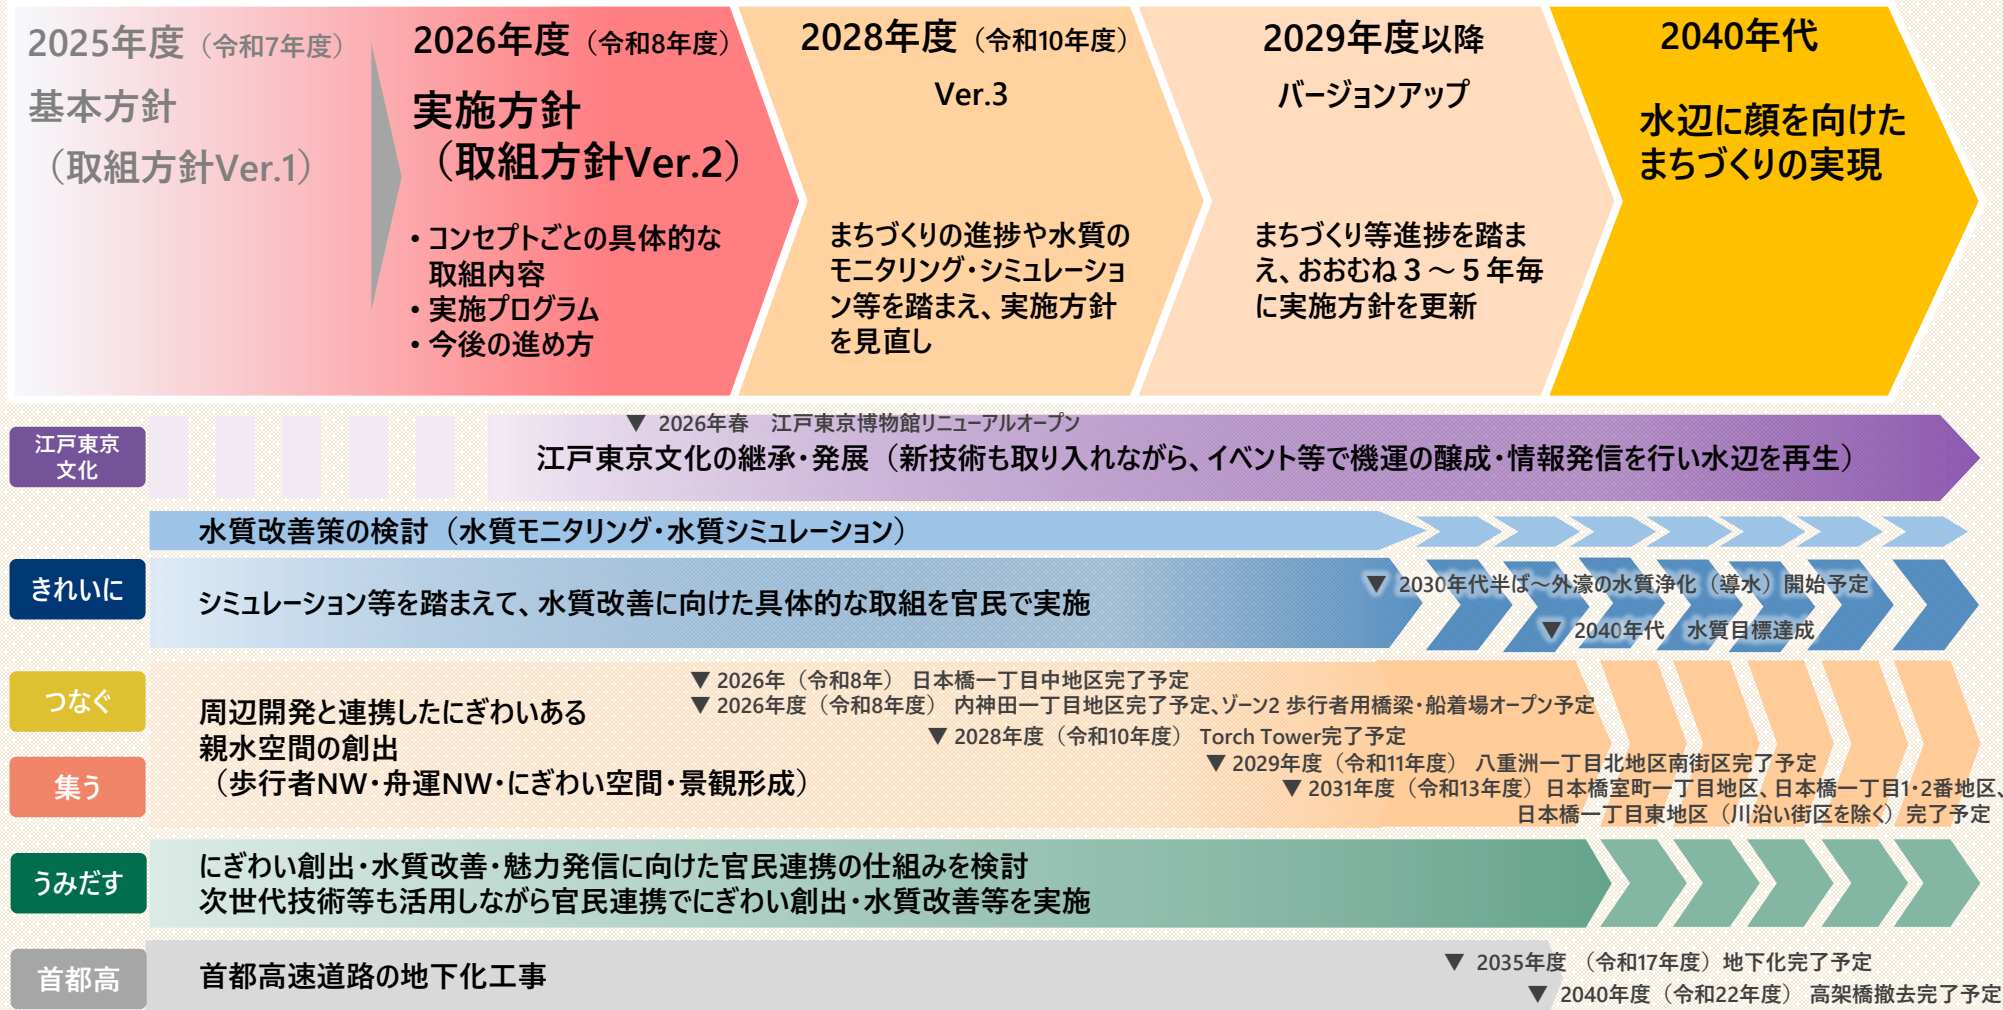 2025年度（令和7年度）
基本方針
（取組方針Ver.1）
2026年度（令和8年度）
実施方針
（取組方針Ver.2）
・コンセプトごとの具体的な
取組内容
・実施プログラム
・今後の進め方
2028年度（令和10年度）
Ver.3
まちづくりの進捗や水質の
モニタリング・シミュレーショ
ン等を踏まえ、実施方針
を見直し
2029年度以降
バージョンアップ
まちづくり等進捗を踏ま
え、おおむね３～５年毎
に実施方針を更新
2040年代
水辺に顔を向けた
まちづくりの実現
江戸東京
文化
▼ 2026年春　江戸東京博物館リニューアルオープン
江戸東京文化の継承・発展（新技術も取り入れながら、イベント等で機運の醸成・情報発信を行い水辺を再生）
水質改善策の検討（水質モニタリング・水質シミュレーション）
きれいに
シミュレーション等を踏まえて、水質改善に向けた具体的な取組を官民で実施
▼ 2030年代半ば～外濠の水質浄化（導水）開始予定
▼ 2040年代　水質目標達成
つなぐ
集う
周辺開発と連携したにぎわいある
親水空間の創出
（歩行者NW・舟運NW・にぎわい空間・景観形成）
▼ 2026年（令和8年） 日本橋一丁目中地区完了予定
▼ 2026年度（令和8年度） 内神田一丁目地区完了予定、ゾーン2 歩行者用橋梁・船着場オープン予定
▼ 2028年度（令和10年度） Torch Tower完了予定
▼ 2029年度（令和11年度） 八重洲一丁目北地区南街区完了予定
▼ 2031年度（令和13年度）日本橋室町一丁目地区、日本橋一丁目1・2番地区、
日本橋一丁目東地区（川沿い街区を除く）完了予定
うみだす
にぎわい創出・水質改善・魅力発信に向けた官民連携の仕組みを検討
次世代技術等も活用しながら官民連携でにぎわい創出・水質改善等を実施
首都高
首都高速道路の地下化工事
▼ 2035年度 （令和17年度）地下化完了予定
▼ 2040年度（令和22年度） 高架橋撤去完了予定